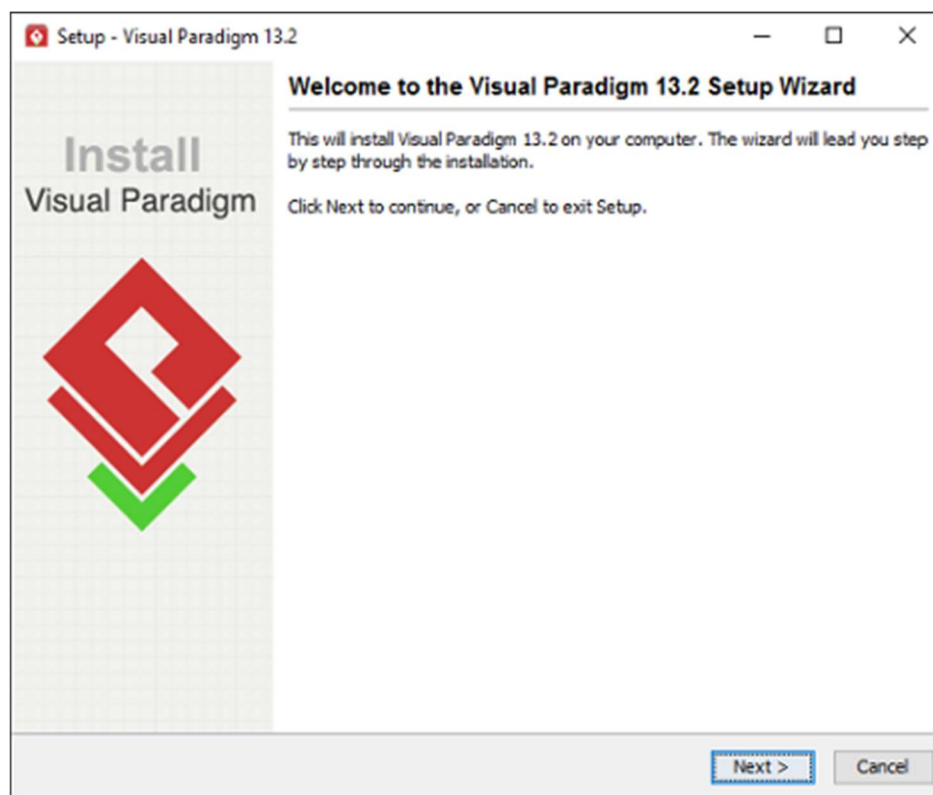 Setup - Visual Paradigm 13.2
Install
Visual Paradigm
Welcome to the Visual Paradigm 13.2 Setup Wizard
This will install Visual Paradigm 13.2 on your computer. The wizard will lead you step
by step through the installation.
Click Next to continue, or Cancel to exit Setup.
Next >
Cancel